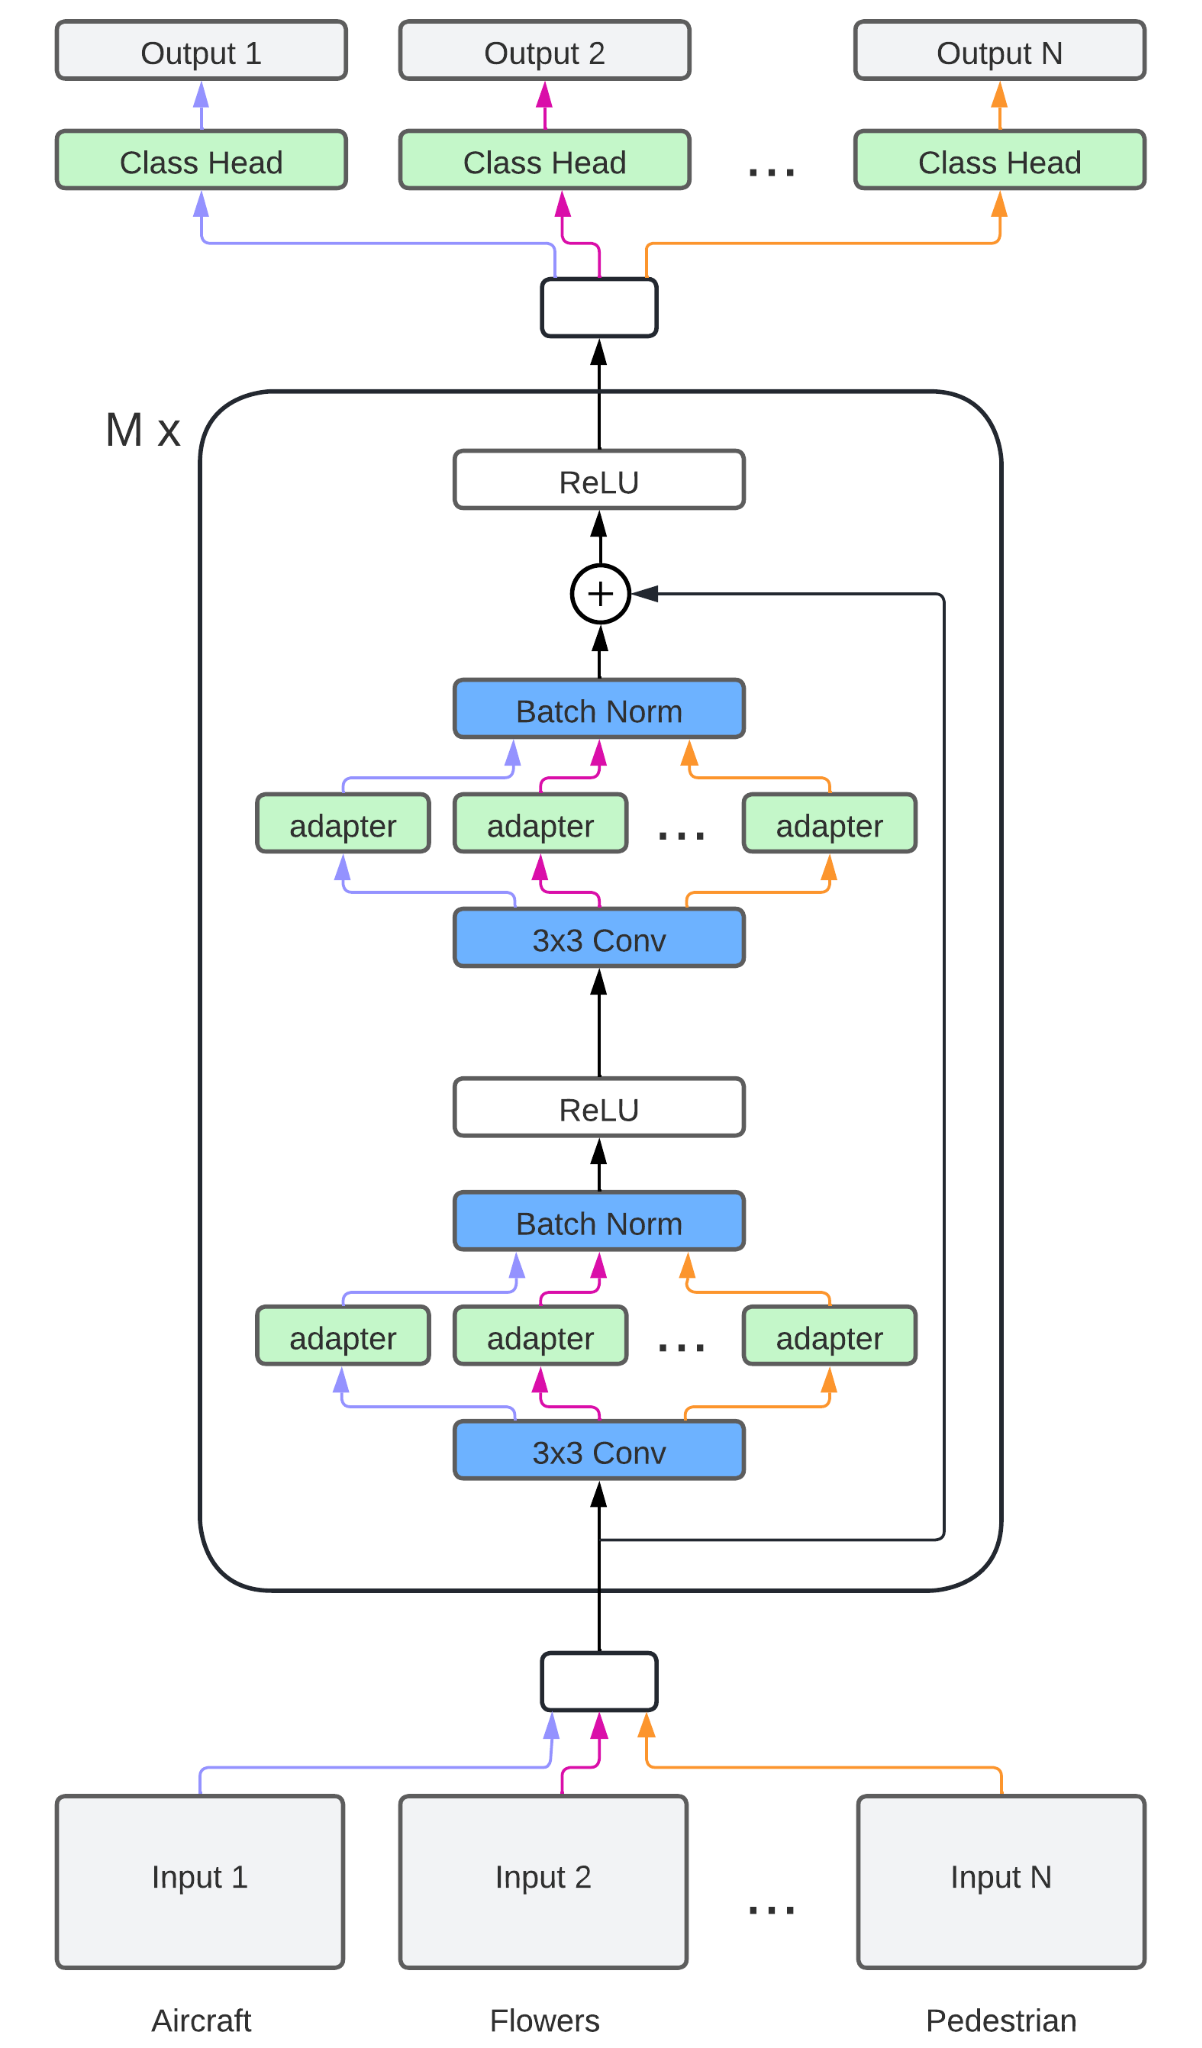 Output 1 Output 2 Output N
Class Head Class Head ... Class Head
M x
ReLU
+
Batch Norm
adapter adapter ... adapter
3x3 Conv
ReLU
Batch Norm
adapter adapter ... adapter
3x3 Conv
Input 1 Input 2 ... Input N
Aircraft Flowers Pedestrian